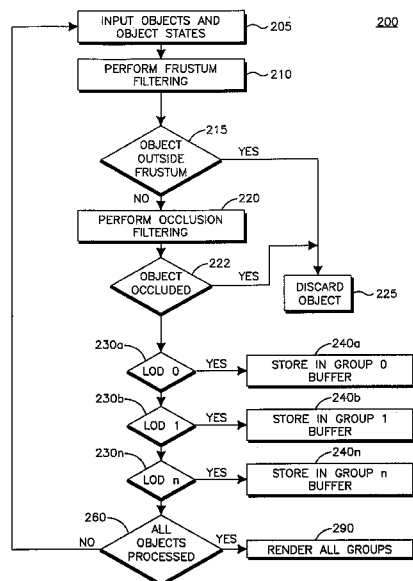 INPUT OBJECTS AND
OBJECT STATES
205
200
PERFORM FRUSTUM
FILTERING
210
215
OBJECT
OUTSIDE
FRUSTUM
YES
NO
220
PERFORM OCCLUSION
FILTERING
222
OBJECT
OCCLUDED
YES
DISCARD
OBJECT
225
230a
LOD 0
YES
240a
STORE IN GROUP 0
BUFFER
230b
LOD 1
YES
240b
STORE IN GROUP 1
BUFFER
230n
LOD n
YES
240n
STORE IN GROUP n
BUFFER
260
ALL
OBJECTS
PROCESSED
NO
YES
290
RENDER ALL GROUPS